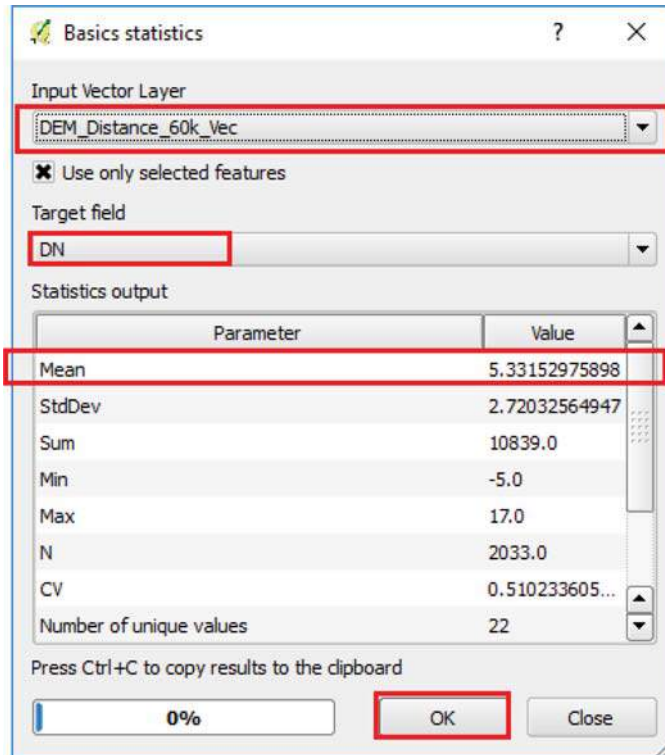 Basics statistics ?
Input Vector Layer
DEM_Distance_60k_Vec
Use only selected features
Target field
DN
Statistics output
Parameter Value
Mean 5.33152975898
StdDev 2.72032564947
Sum 10839.0
Min -5.0
Max 17.0
N 2033.0
CV 0.510233605...
Number of unique values 22
Press Ctrl+C to copy results to the clipboard
0% OK Close